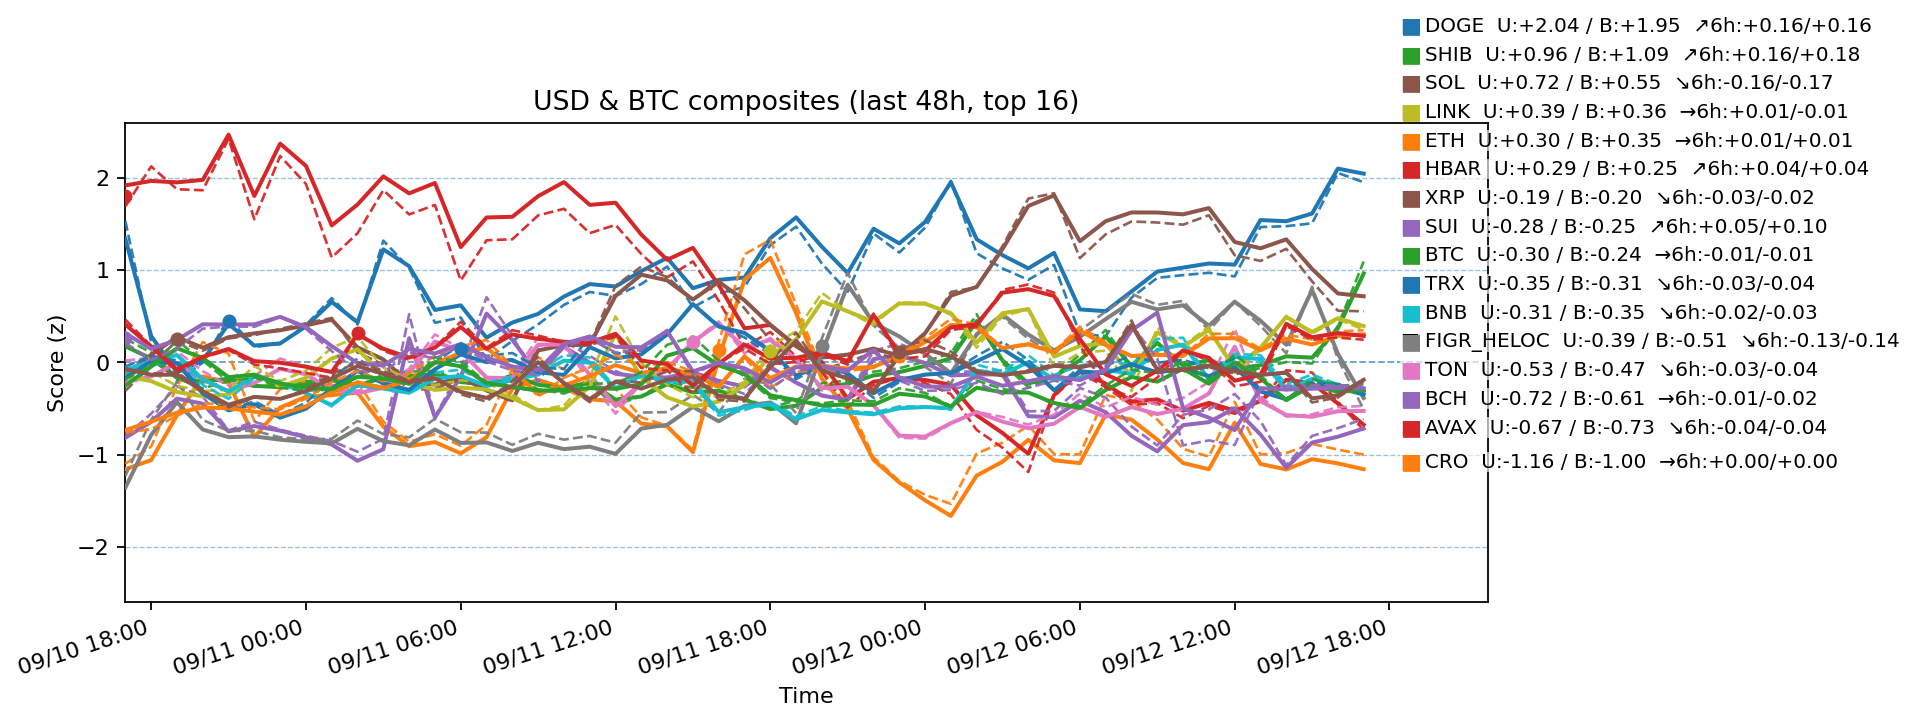 DOGE  U:+2.04 / B:+1.95  ↗6h:+0.16/+0.16
SHIB  U:+0.96 / B:+1.09  ↗6h:+0.16/+0.18
SOL  U:+0.72 / B:+0.55  ↘6h:-0.16/-0.17
LINK  U:+0.39 / B:+0.36  →6h:+0.01/-0.01
ETH  U:+0.30 / B:+0.35  →6h:+0.01/+0.01
HBAR  U:+0.29 / B:+0.25  ↗6h:+0.04/+0.04
XRP  U:-0.19 / B:-0.20  ↘6h:-0.03/-0.02
SUI  U:-0.28 / B:-0.25  ↗6h:+0.05/+0.10
BTC  U:-0.30 / B:-0.24  →6h:-0.01/-0.01
TRX  U:-0.35 / B:-0.31  ↘6h:-0.03/-0.04
BNB  U:-0.31 / B:-0.35  ↘6h:-0.02/-0.03
FIGR_HELOC  U:-0.39 / B:-0.51  ↘6h:-0.13/-0.14
TON  U:-0.53 / B:-0.47  ↘6h:-0.03/-0.04
BCH  U:-0.72 / B:-0.61  →6h:-0.01/-0.02
AVAX  U:-0.67 / B:-0.73  ↘6h:-0.04/-0.04
CRO  U:-1.16 / B:-1.00  →6h:+0.00/+0.00
USD & BTC composites (last 48h, top 16)
Score (z)
2
1
0
−1
−2
09/10 18:00
09/11 00:00
09/11 06:00
09/11 12:00
09/11 18:00
09/12 00:00
09/12 06:00
09/12 12:00
09/12 18:00
Time